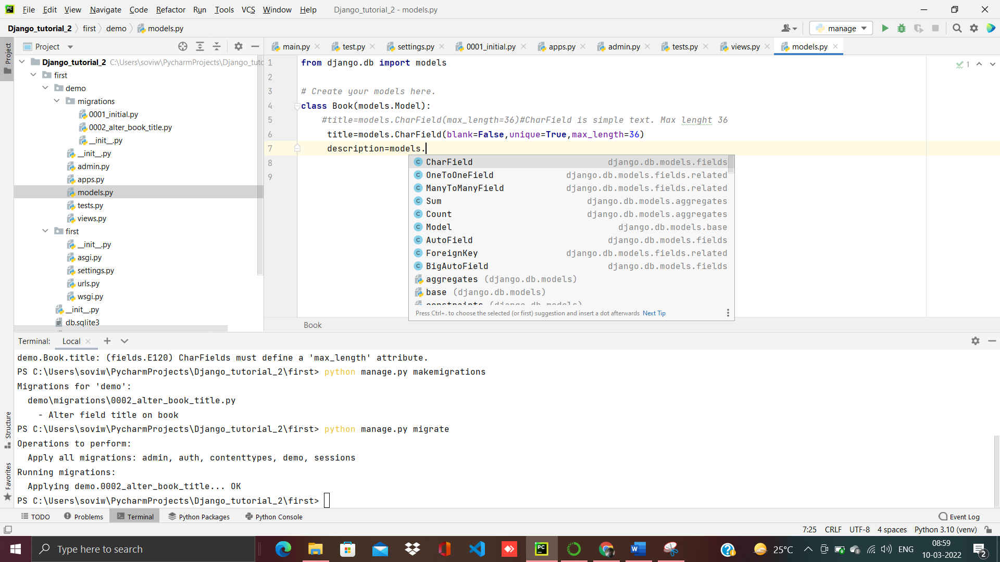 File Edit View Navigate Code Refactor Run Tools VCS Window Help Django_tutorial_2 - models.py
Django_tutorial_2 first demo models.py manage
Project
Project
main.py test.py settings.py 0001_initial.py apps.py admin.py tests.py views.py models.py
Django_tutorial_2 C:\Users\soviw\PycharmProjects\Django_tutc
first
demo
migrations
0001_initial.py
0002_alter_book_title.py
__init__.py
__init__.py
admin.py
apps.py
models.py
tests.py
views.py
first
__init__.py
asgi.py
settings.py
urls.py
wsgi.py
__init__.py
db.sqlite3
1 from django.db import models
2
3 # Create your models here.
4 class Book(models.Model):
5 #title=models.CharField(max_length=36)#CharField is simple text. Max lenght 36
6 title=models.CharField(blank=False,unique=True,max_length=36)
7 description=models.
8
9
1
CharField django.db.models.fields
OneToOneField django.db.models.fields.related
ManyToManyField django.db.models.fields.related
Sum django.db.models.aggregates
Count django.db.models.aggregates
Model django.db.models.base
AutoField django.db.models.fields
ForeignKey django.db.models.fields.related
BigAutoField django.db.models.fields
aggregates (django.db.models)
base (django.db.models)
constraints (django.db.models)
Press Ctrl+. to choose the selected (or first) suggestion and insert a dot afterwards Next Tip
Book
Terminal: Local
demo.Book.title: (fields.E120) CharFields must define a 'max_length' attribute.
PS C:\Users\soviw\PycharmProjects\Django_tutorial_2\first> python manage.py makemigrations
Migrations for 'demo':
demo\migrations\0002_alter_book_title.py
- Alter field title on book
PS C:\Users\soviw\PycharmProjects\Django_tutorial_2\first> python manage.py migrate
Operations to perform:
Apply all migrations: admin, auth, contenttypes, demo, sessions
Running migrations:
Applying demo.0002_alter_book_title... OK
PS C:\Users\soviw\PycharmProjects\Django_tutorial_2\first>
Structure
Favorites
TODO Problems Terminal Python Packages Python Console Event Log
7:25 CRLF UTF-8 4 spaces Python 3.10 (venv)
Type here to search
PC
W
25°C
ENG
08:59
10-03-2022
2